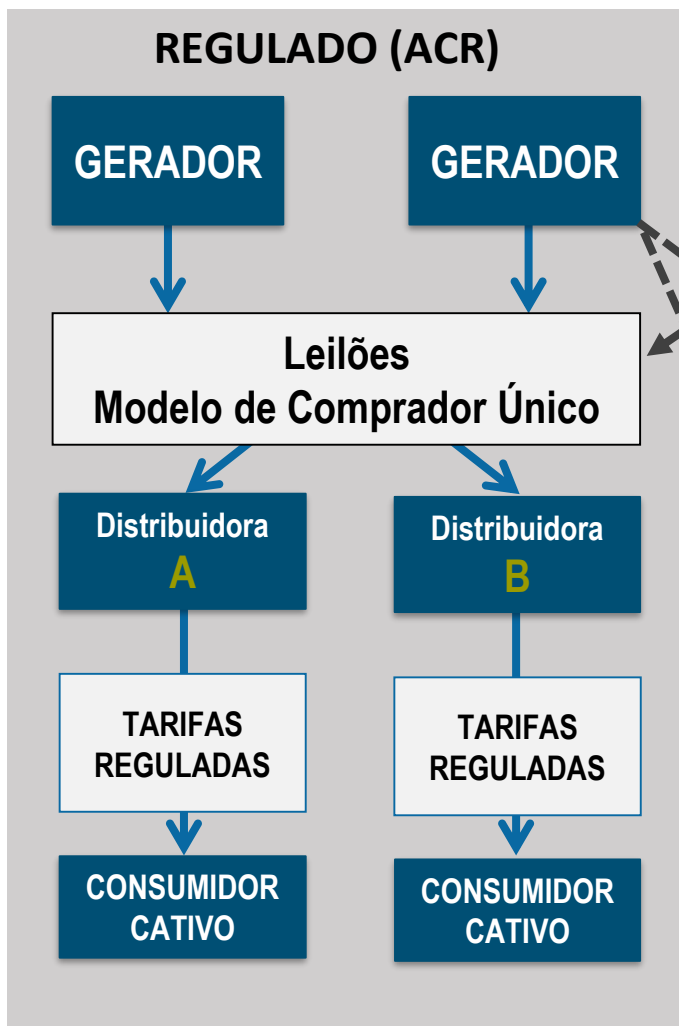 REGULADO (ACR)
GERADOR
GERADOR
Leilões
Modelo de Comprador Único
Distribuidora
A
Distribuidora
B
TARIFAS
REGULADAS
TARIFAS
REGULADAS
CONSUMIDOR
CATIVO
CONSUMIDOR
CATIVO